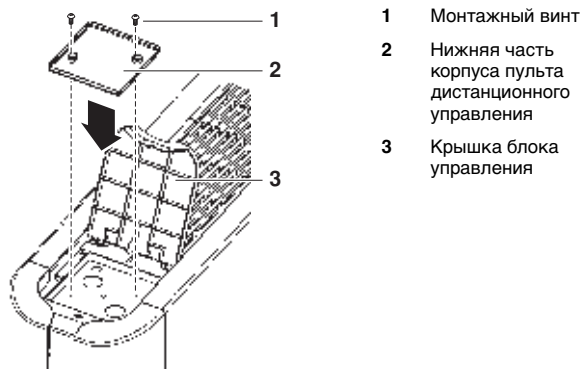 1
2
3
1 Монтажный винт
2 Нижняя часть
корпуса пульта
дистанционного
управления
3 Крышка блока
управления